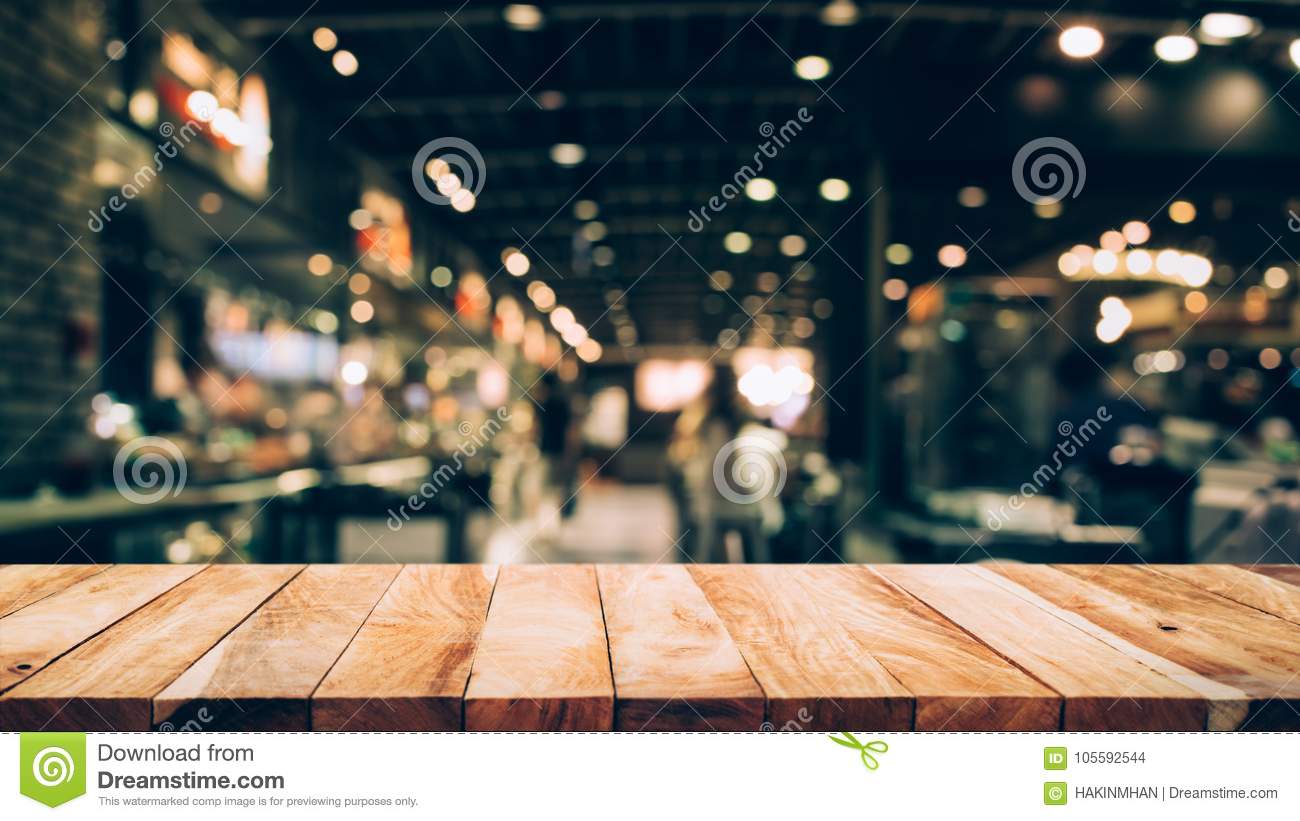 Download from
Dreamstime.com
This watermarked comp image is for previewing purposes only.
ID 105592544
© HAKINMHAN | Dreamstime.com
dreamstime
dreamstime
dreamstime
dreamstime